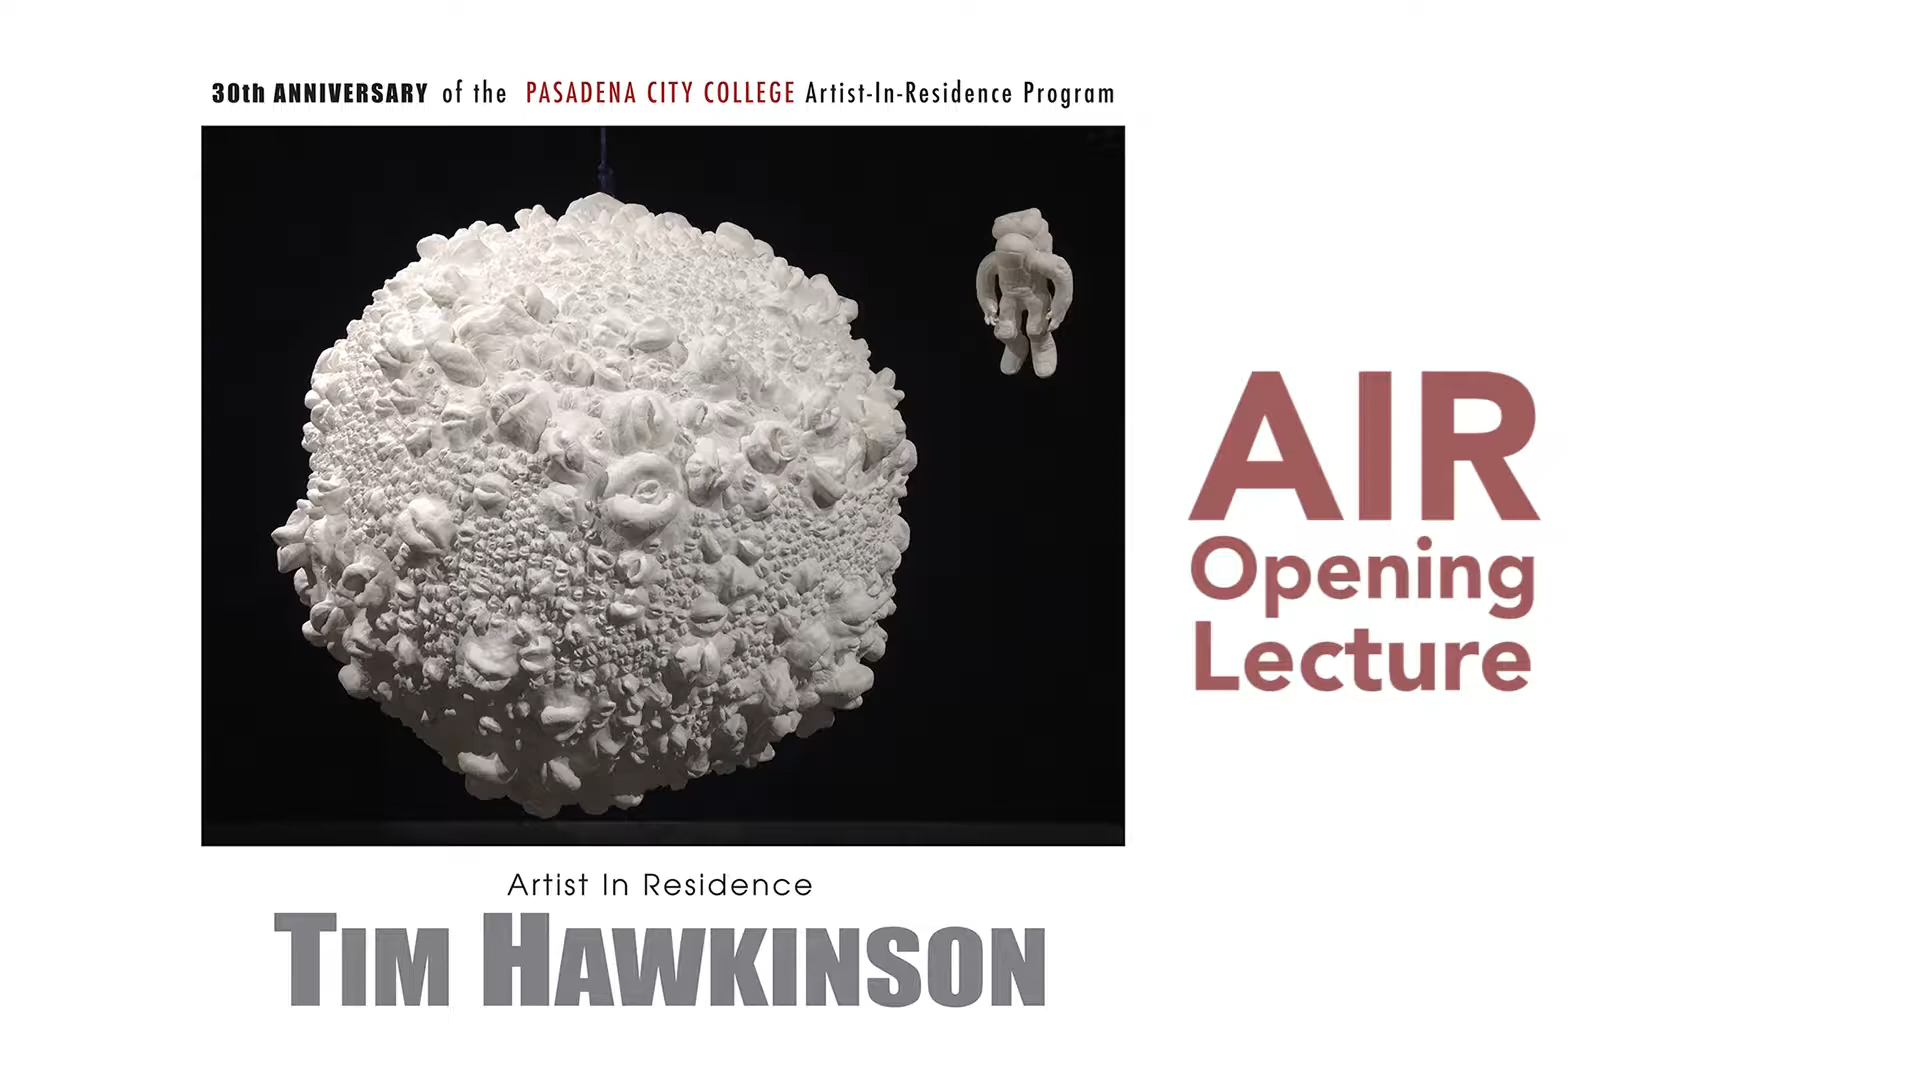 30th ANNIVERSARY of the PASADENA CITY COLLEGE Artist-In-Residence Program
AIR
Opening
Lecture
Artist In Residence
TIM HAWKINSON